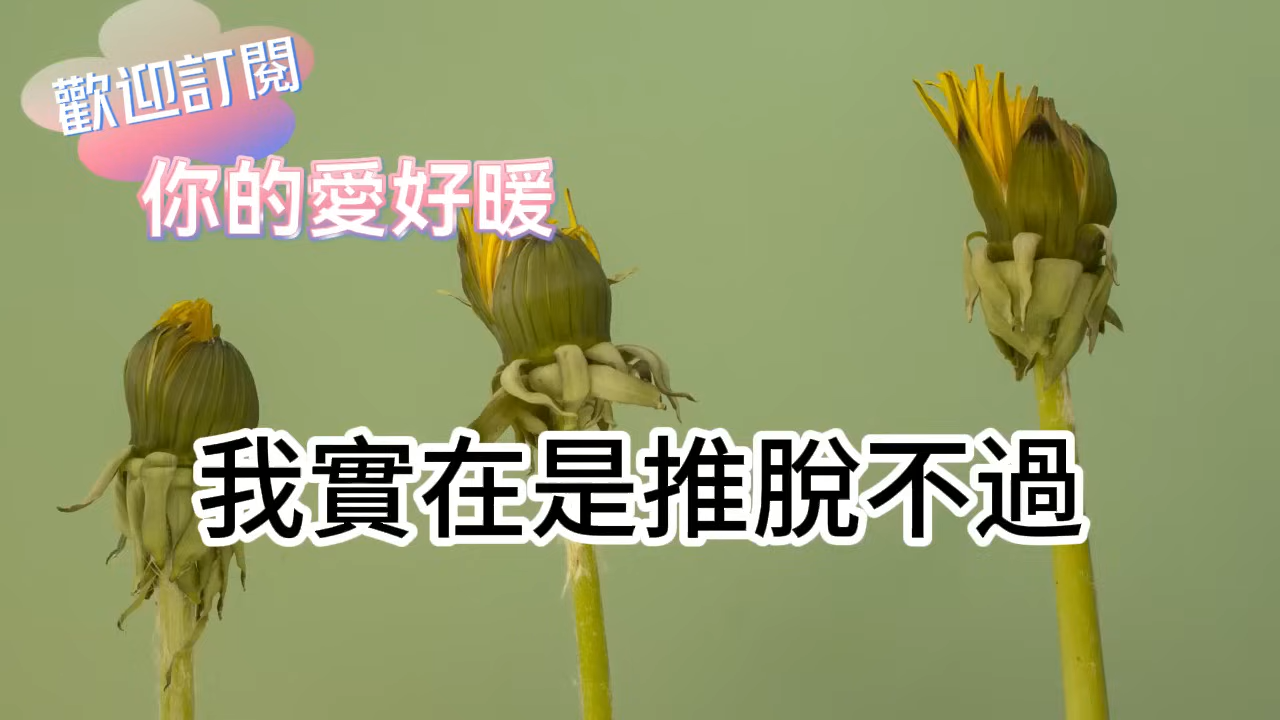 歡迎訂閱
你的愛好暖
我實在是推脫不過